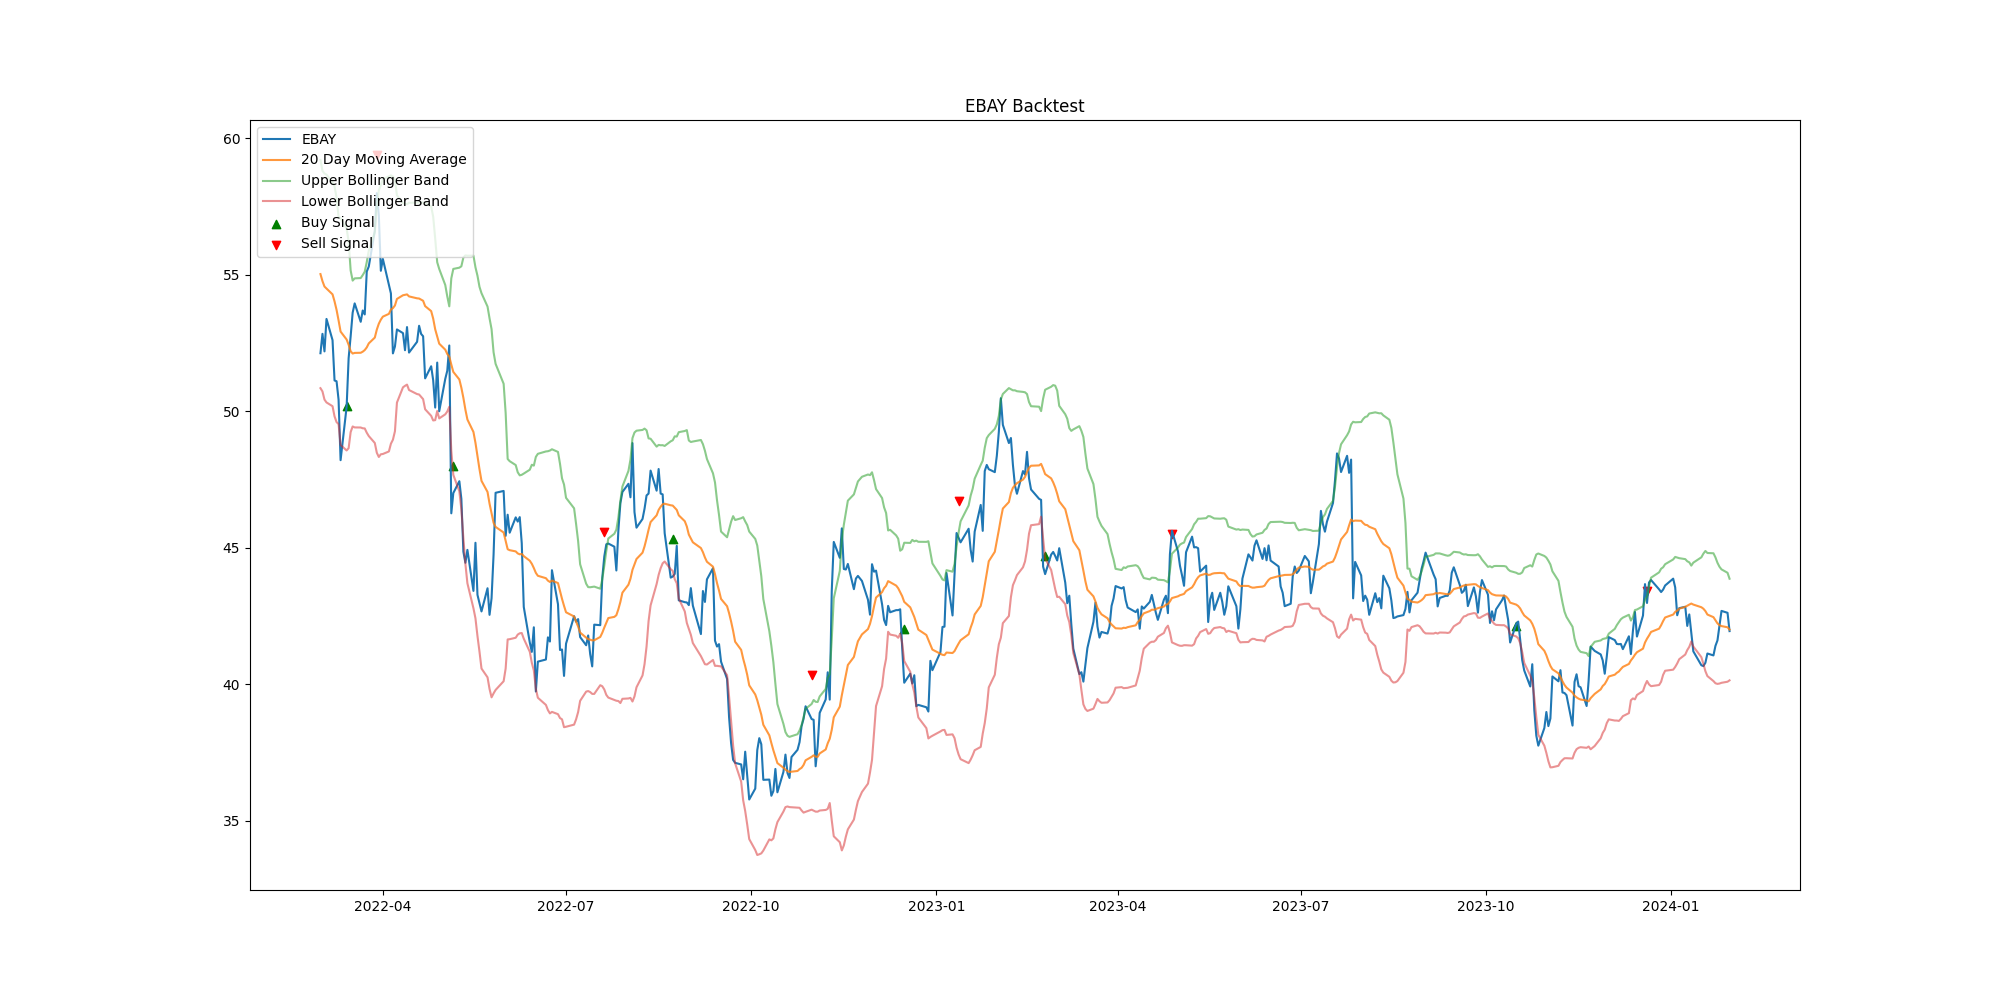 EBAY Backtest
60
55
50
45
40
35
EBAY
20 Day Moving Average
Upper Bollinger Band
Lower Bollinger Band
Buy Signal
Sell Signal
2022-04
2022-07
2022-10
2023-01
2023-04
2023-07
2023-10
2024-01